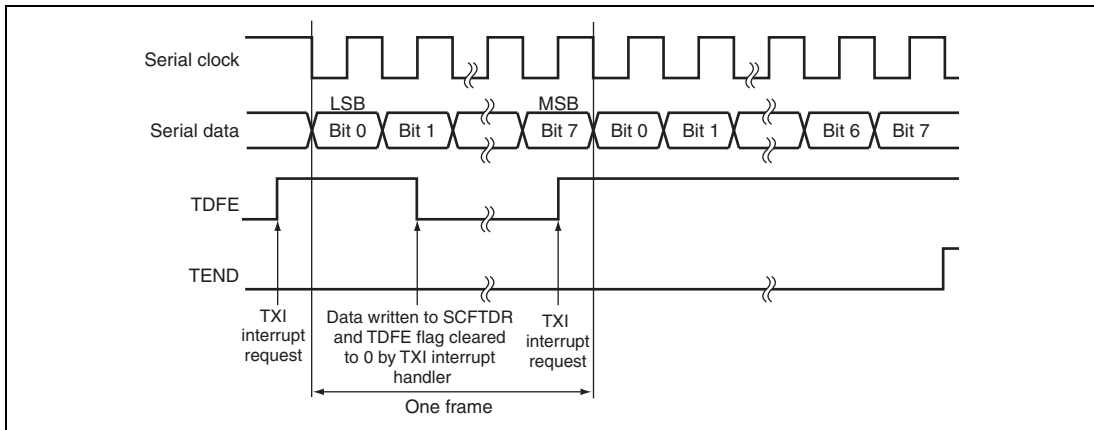 Serial clock
LSB
MSB
Serial data
Bit 0
Bit 1
Bit 7
Bit 0
Bit 1
Bit 6
Bit 7
TDFE
TEND
TXI
interrupt
request
Data written to SCFTDR
and TDFE flag cleared
to 0 by TXI interrupt
handler
TXI
interrupt
request
One frame